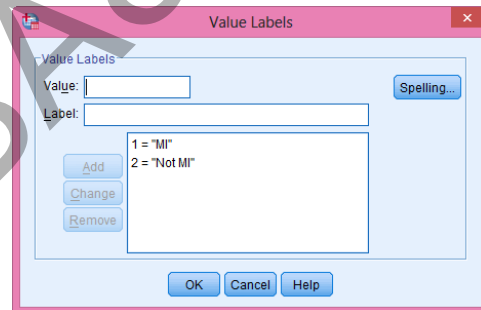 Value Labels
Value Labels
Value:
Spelling...
Label:
1 = "MI"
2 = "Not MI"
Add
Change
Remove
OK Cancel Help